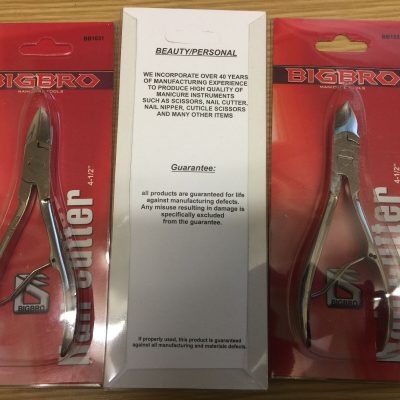 BB1031
BIGBRO
MANICURE TOOLS
4-1/2"
Nail Cutter
BIGBRO
BEAUTY/PERSONAL
WE INCORPORATE OVER 40 YEARS
OF MANUFACTURING EXPERIENCE
TO PRODUCE HIGH QUALITY OF
MANICURE INSTRUMENTS
SUCH AS SCISSORS, NAIL CUTTER,
NAIL NIPPER, CUTICLE SCISSORS
AND MANY OTHER ITEMS
Guarantee:
all products are guaranteed for life
against manufacturing defects.
Any misuse resulting in damage is
specifically excluded
from the guarantee.
If properly used, this product is guaranteed
against all manufacturing and materials defects.
BIGBRO
MANICURE TOOLS
4-1/2"
Nail Cutter
BIGBRO